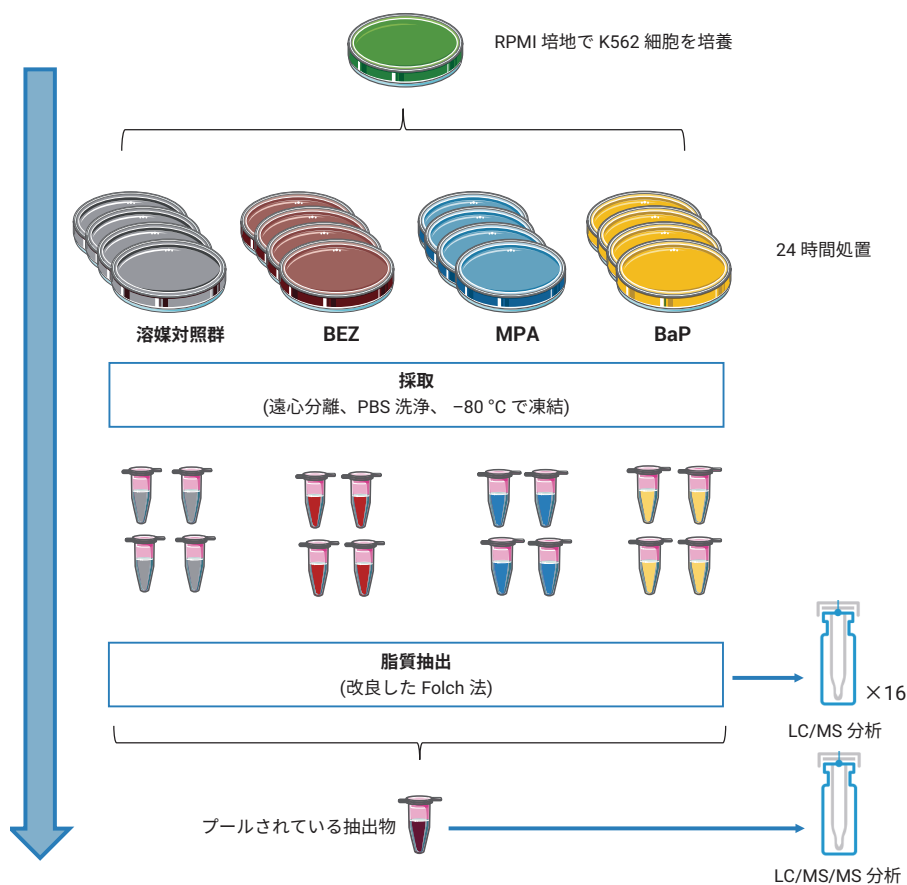 RPMI 培地で K562 細胞を培養
24 時間処置
溶媒対照群
BEZ
MPA
BaP
採取
(遠心分離、PBS 洗浄、 −80 °C で凍結)
脂質抽出
(改良した Folch 法)
×16
LC/MS 分析
プールされている抽出物
LC/MS/MS 分析